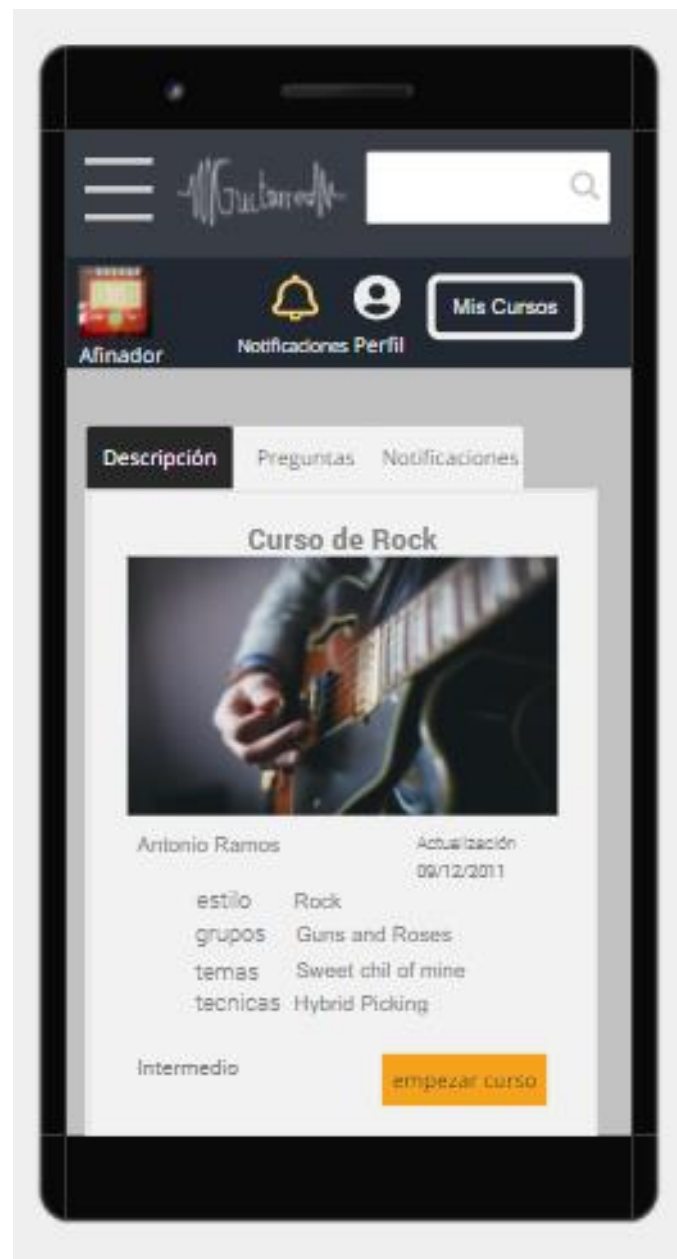 Afinador
Notificaciones Perfil
Mis Cursos
Descripción Preguntas Notificaciones
Curso de Rock
Antonio Ramos
Actualización
09/12/2011
estilo Rock
grupos Guns and Roses
temas Sweet chil of mine
tecnicas Hybrid Picking
Intermedio
empezar curso